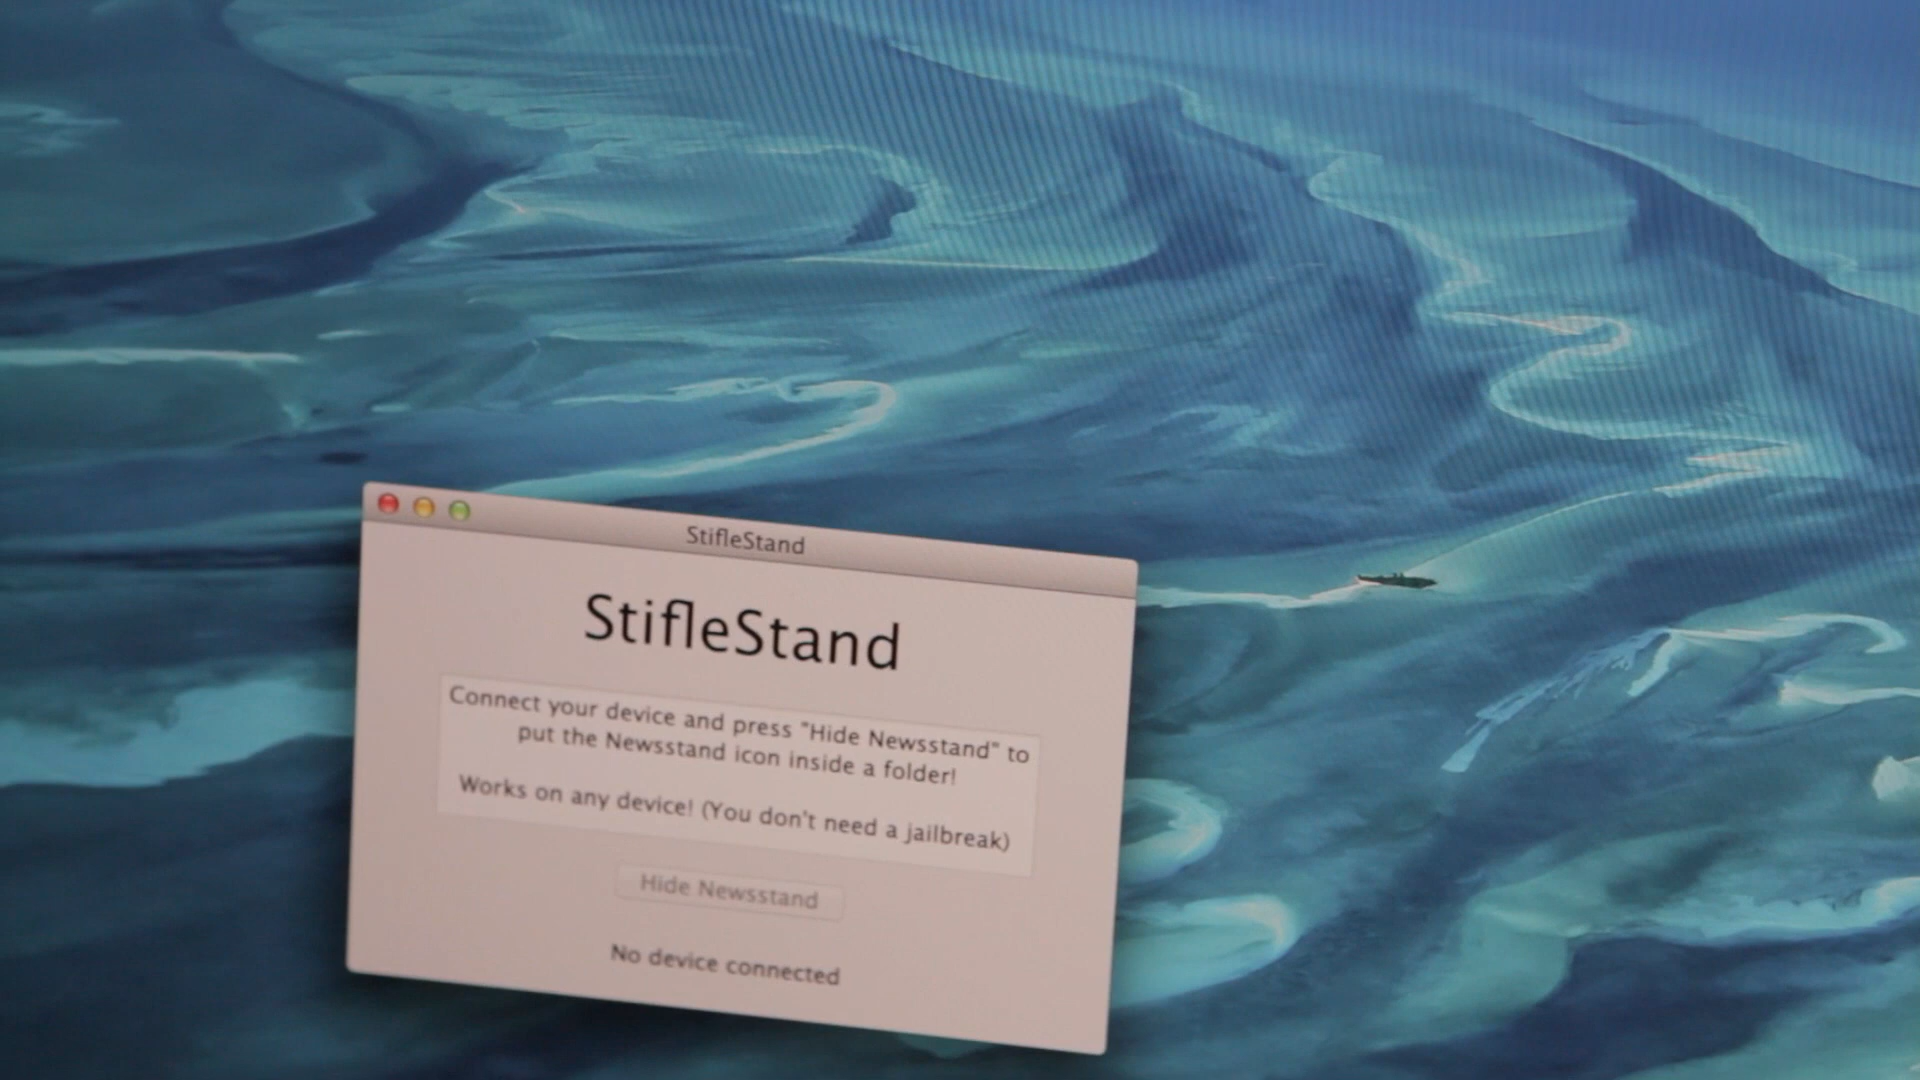 StifleStand
StifleStand
Connect your device and press "Hide Newsstand" to
put the Newsstand icon inside a folder!
Works on any device! (You don't need a jailbreak)
Hide Newsstand
No device connected